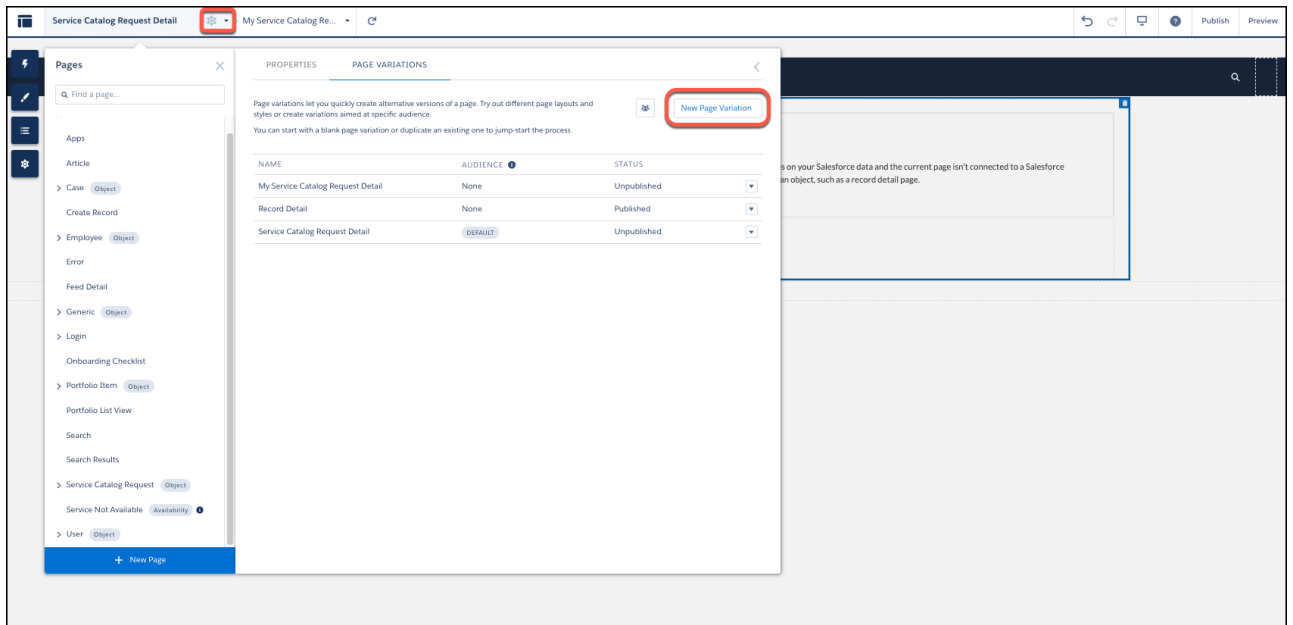 Service Catalog Request Detail
My Service Catalog Re...
Publish
Preview
Pages
Find a page...
Apps
Article
Case Object
Create Record
Employee Object
Error
Feed Detail
Generic Object
Login
Onboarding Checklist
Portfolio Item Object
Portfolio List View
Search
Search Results
Service Catalog Request Object
Service Not Available Availability
User Object
+ New Page
PROPERTIES
PAGE VARIATIONS
Page variations let you quickly create alternative versions of a page. Try out different page layouts and
styles or create variations aimed at specific audience.
You can start with a blank page variation or duplicate an existing one to jump-start the process.
New Page Variation
NAME AUDIENCE STATUS
My Service Catalog Request Detail None Unpublished
Record Detail None Published
Service Catalog Request Detail DEFAULT Unpublished
on your Salesforce data and the current page isn't connected to a Salesforce
an object, such as a record detail page.